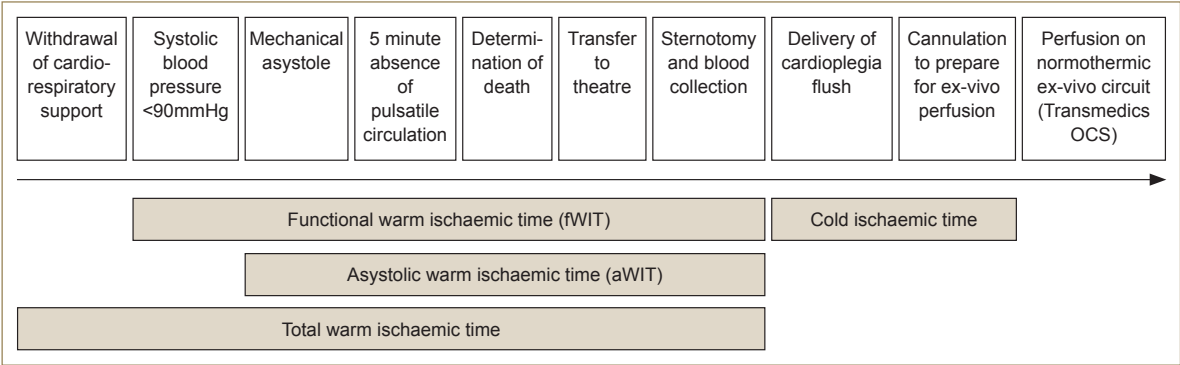 Withdrawal
of cardio-
respiratory
support
Systolic
blood
pressure
<90mmHg
Mechanical
asystole
5 minute
absence
of
pulsatile
circulation
Determi-
nation of
death
Transfer
to
theatre
Sternotomy
and blood
collection
Delivery of
cardioplegia
flush
Cannulation
to prepare
for ex-vivo
perfusion
Perfusion on
normothermic
ex-vivo circuit
(Transmedics
OCS)
Functional warm ischaemic time (fWIT)
Cold ischaemic time
Asystolic warm ischaemic time (aWIT)
Total warm ischaemic time